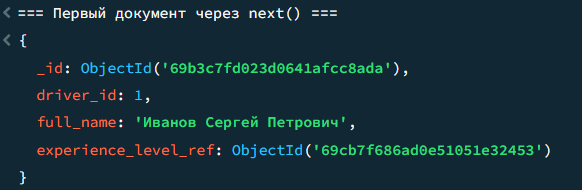 === Первый документ через next() ===
{
_id: ObjectId('69b3c7fd023d0641afcc8ada'),
driver_id: 1,
full_name: 'Иванов Сергей Петрович',
experience_level_ref: ObjectId('69cb7f686ad0e51051e32453')
}